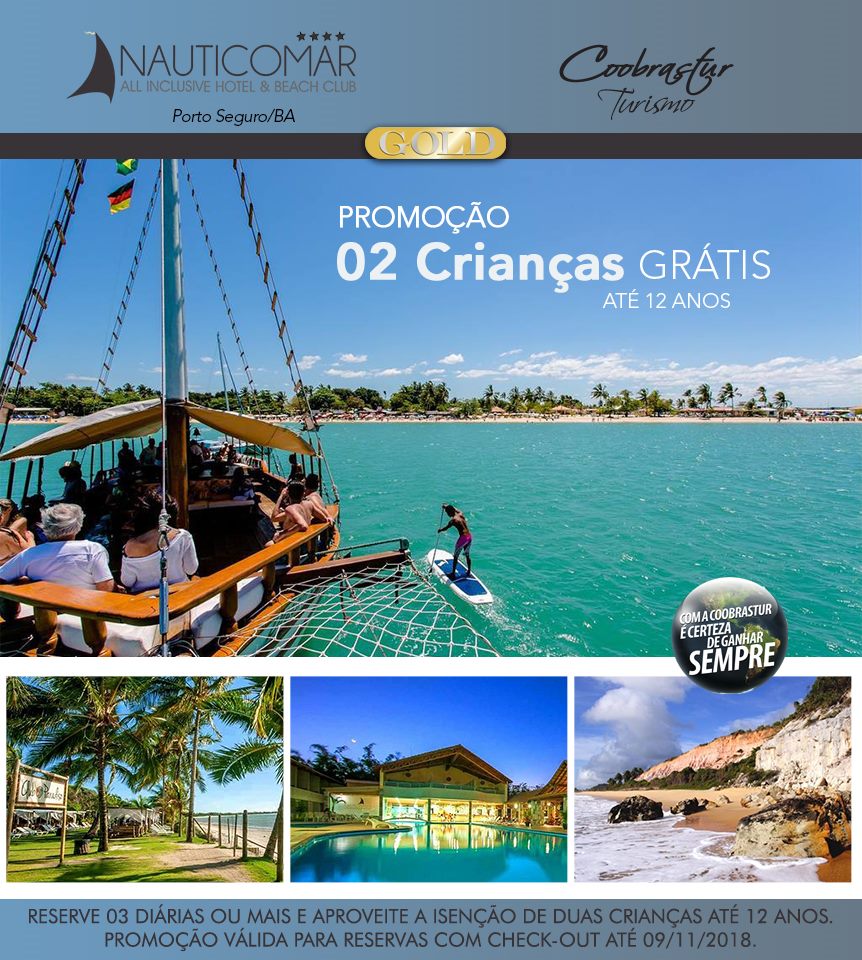 NAUTICOMAR
ALL INCLUSIVE HOTEL & BEACH CLUB
Porto Seguro/BA
Coobrastur
Turismo
GOLD
PROMOÇÃO
02 Crianças GRÁTIS
ATÉ 12 ANOS
COM A COOBRASTUR
É CERTEZA
DE GANHAR
SEMPRE
RESERVE 03 DIÁRIAS OU MAIS E APROVEITE A ISENÇÃO DE DUAS CRIANÇAS ATÉ 12 ANOS.
PROMOÇÃO VÁLIDA PARA RESERVAS COM CHECK-OUT ATÉ 09/11/2018.